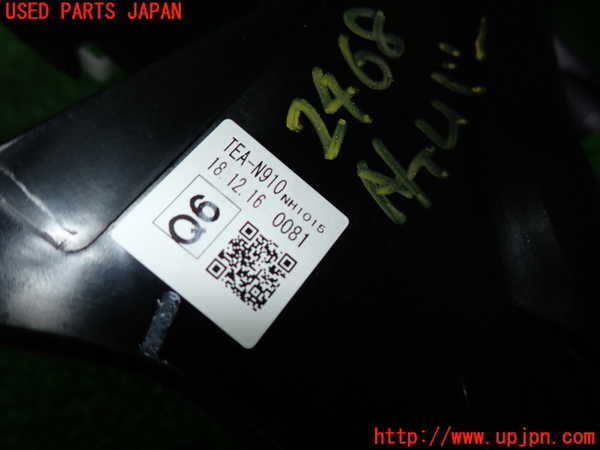 USED PARTS JAPAN
2468
TEA-N910 NH1015
18.12.16 0081
Q6
http://www.upjpn.com/